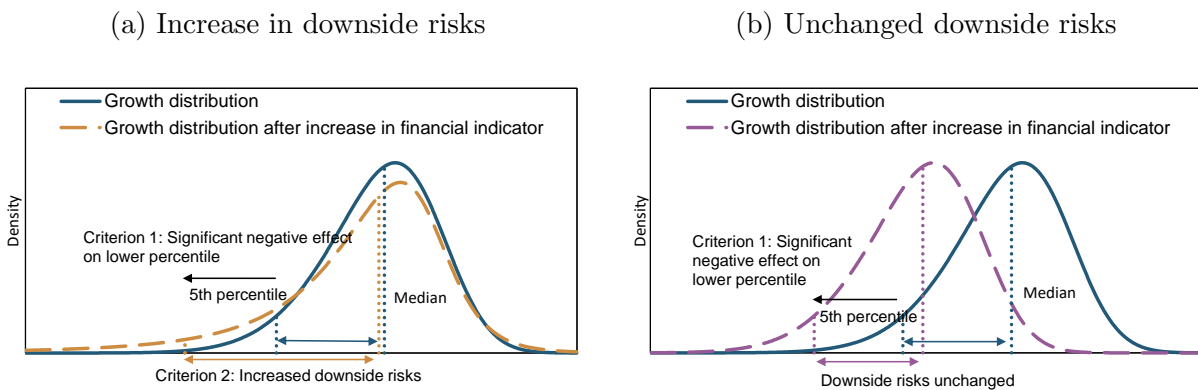 (a) Increase in downside risks
Growth distribution
Growth distribution after increase in financial indicator
Density
Criterion 1: Significant negative effect
on lower percentile
5th percentile
Median
Criterion 2: Increased downside risks
(b) Unchanged downside risks
Growth distribution
Growth distribution after increase in financial indicator
Density
Criterion 1: Significant
negative effect on
lower percentile
5th percentile
Median
Downside risks unchanged